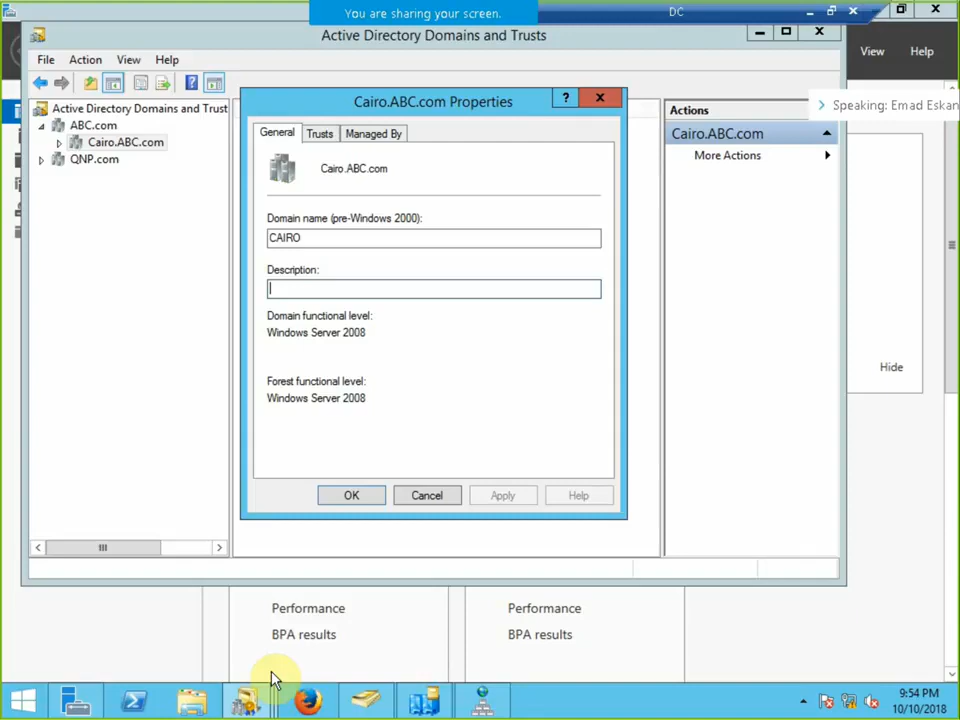 You are sharing your screen.
DC
Active Directory Domains and Trusts
File Action View Help
View Help
Speaking: Emad Eskan
Active Directory Domains and Trust
ABC.com
Cairo.ABC.com
QNP.com
Cairo.ABC.com Properties
?
General Trusts Managed By
Cairo.ABC.com
Domain name (pre-Windows 2000):
CAIRO
Description:
Domain functional level:
Windows Server 2008
Forest functional level:
Windows Server 2008
OK Cancel Apply Help
Actions
Cairo.ABC.com
More Actions
Hide
Performance Performance
BPA results BPA results
9:54 PM
10/10/2018